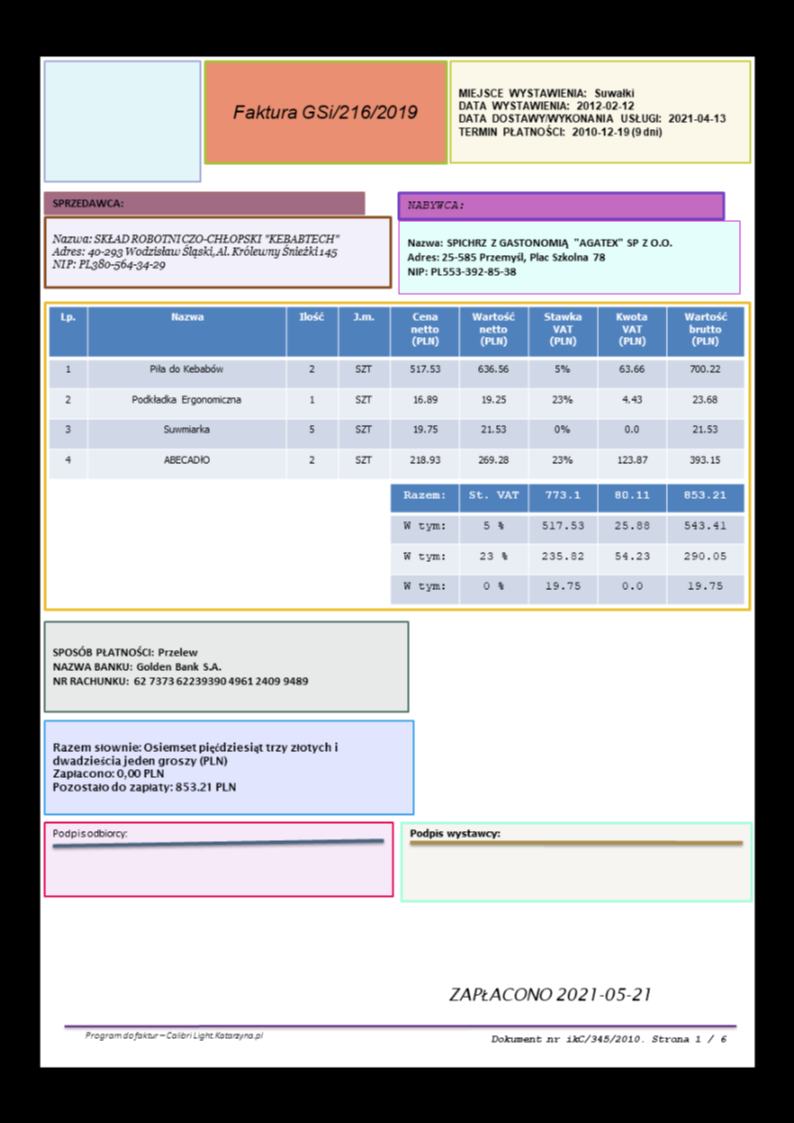 Faktura GSi/216/2019
MIEJSCE WYSTAWIENIA: Suwałki
DATA WYSTAWIENIA: 2012-02-12
DATA DOSTAWY/WYKONANIA USŁUGI: 2021-04-13
TERMIN PŁATNOŚCI: 2010-12-19 (9 dni)
SPRZEDAWCA:
Nazwa: SKŁAD ROBOTNICZO-CHŁOPSKI "KEBABTECH"
Adres: 40-293 Wodzisław Śląski, Al. Królewny Śnieżki 145
NIP: PL380-564-34-29
NABYWCA:
Nazwa: SPICHRZ Z GASTONOMIĄ "AGATEX" SP Z O.O.
Adres: 25-585 Przemyśl, Plac Szkolna 78
NIP: PL553-392-85-38
Lp. Nazwa Ilość J.m. Cena netto (PLN) Wartość netto (PLN) Stawka VAT (PLN) Kwota VAT (PLN) Wartość brutto (PLN)
1 Piła do Kebabów 2 SZT 517.53 636.56 5% 63.66 700.22
2 Podkładka Ergonomiczna 1 SZT 16.89 19.25 23% 4.43 23.68
3 Suwmiarka 5 SZT 19.75 21.53 0% 0.0 21.53
4 ABECADŁO 2 SZT 218.93 269.28 23% 123.87 393.15
Razem: St. VAT 773.1 80.11 853.21
W tym: 5 % 517.53 25.88 543.41
W tym: 23 % 235.82 54.23 290.05
W tym: 0 % 19.75 0.0 19.75
SPOSÓB PŁATNOŚCI: Przelew
NAZWA BANKU: Golden Bank S.A.
NR RACHUNKU: 62 7373 62239390 4961 2409 9489
Razem słownie: Osiemset pięćdziesiąt trzy złotych i
dwadzieścia jeden groszy (PLN)
Zapłacono: 0,00 PLN
Pozostało do zapłaty: 853.21 PLN
Podpis odbiorcy:
Podpis wystawcy:
ZAPŁACONO 2021-05-21
Program do faktur – Calibri Light.Katarzyna.pl
Dokument nr ikC/345/2010. Strona 1 / 6